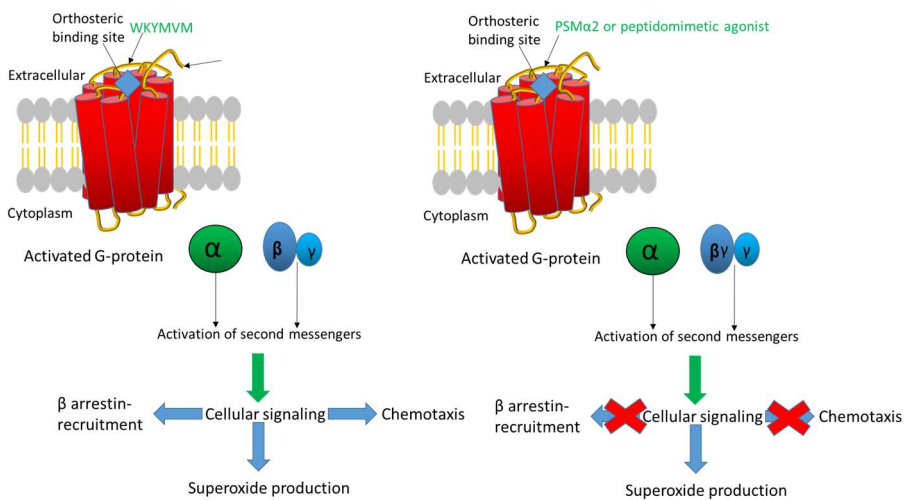 Orthosteric
binding site
WKYMVM
Extracellular
Cytoplasm
Activated G-protein
α
β
γ
Activation of second messengers
β arrestin-
recruitment
Cellular signaling
Chemotaxis
Superoxide production
Orthosteric
binding site
PSMα2 or peptidomimetic agonist
Extracellular
Cytoplasm
Activated G-protein
α
βγ
γ
Activation of second messengers
β arrestin-
recruitment
Cellular signaling
Chemotaxis
Superoxide production